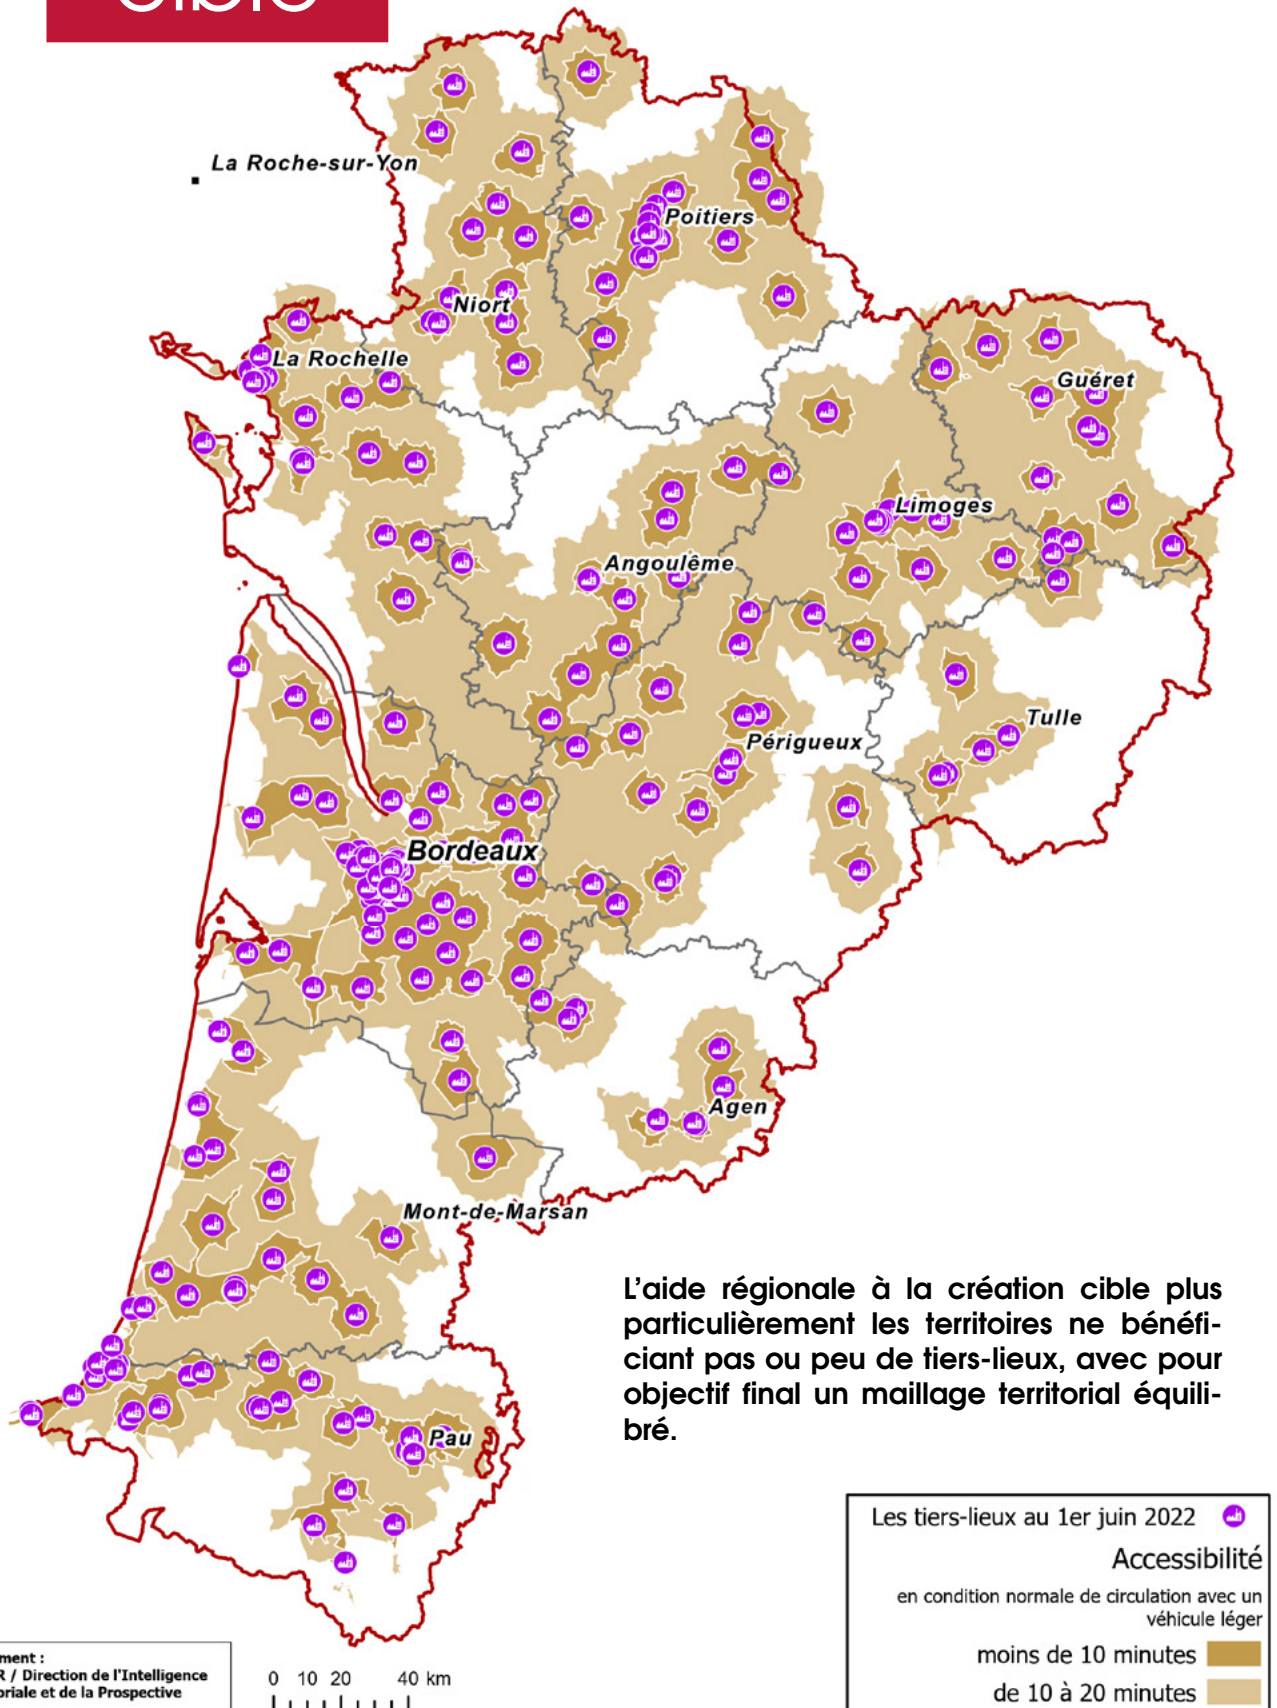 La Roche-sur-Yon
Poitiers
Niort
La Rochelle
Guéret
Limoges
Angoulême
Tulle
Périgueux
Bordeaux
Agen
Mont-de-Marsan
L'aide régionale à la création cible plus
particulièrement les territoires ne bénéfi-
ciant pas ou peu de tiers-lieux, avec pour
objectif final un maillage territorial équili-
bré.
Pau
Les tiers-lieux au 1er juin 2022
Accessibilité
en condition normale de circulation avec un
véhicule léger
moins de 10 minutes
de 10 à 20 minutes
ment :
R / Direction de l'Intelligence
oriale et de la Prospective
0 10 20 40 km